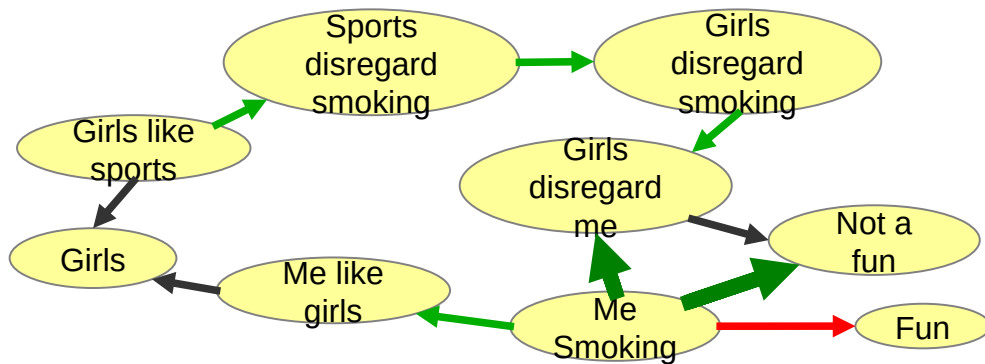 Sports
disregard
smoking
Girls
disregard
smoking
Girls like
sports
Girls
disregard
me
Not a
fun
Girls
Me like
girls
Me
Smoking
Fun